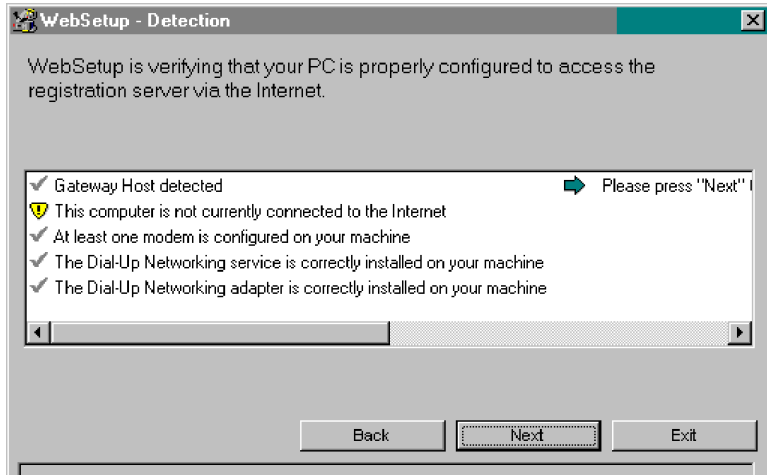 WebSetup - Detection
WebSetup is verifying that your PC is properly configured to access the
registration server via the Internet.
Gateway Host detected Please press "Next"
This computer is not currently connected to the Internet
At least one modem is configured on your machine
The Dial-Up Networking service is correctly installed on your machine
The Dial-Up Networking adapter is correctly installed on your machine
Back Next Exit